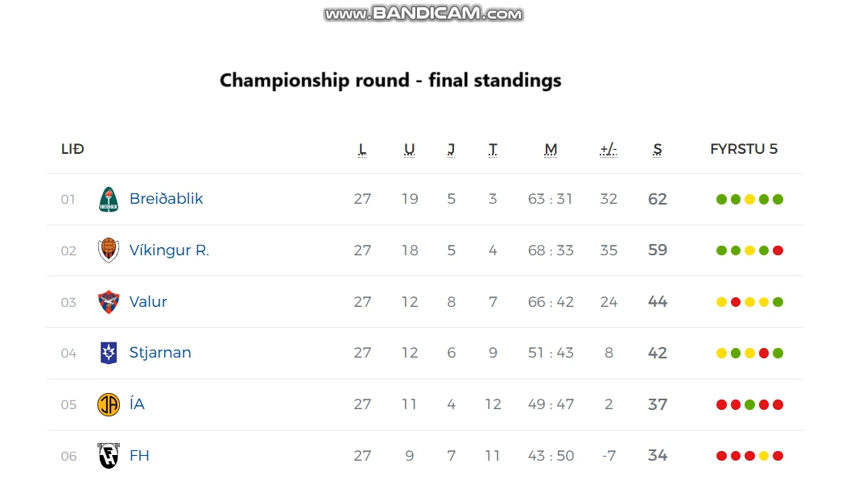 www.BANDICAM.com
Championship round - final standings
LIÐ L U J T M +/- S FYRSTU 5
01 Breiðablik 27 19 5 3 63 : 31 32 62
02 Víkingur R. 27 18 5 4 68 : 33 35 59
03 Valur 27 12 8 7 66 : 42 24 44
04 Stjarnan 27 12 6 9 51 : 43 8 42
05 ÍA 27 11 4 12 49 : 47 2 37
06 FH 27 9 7 11 43 : 50 -7 34